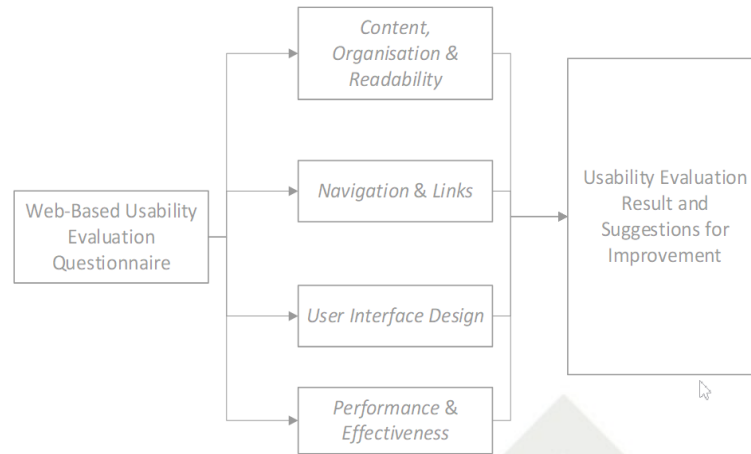 Content,
Organisation &
Readability
Navigation & Links
Web-Based Usability
Evaluation
Questionnaire
User Interface Design
Performance &
Effectiveness
Usability Evaluation
Result and
Suggestions for
Improvement